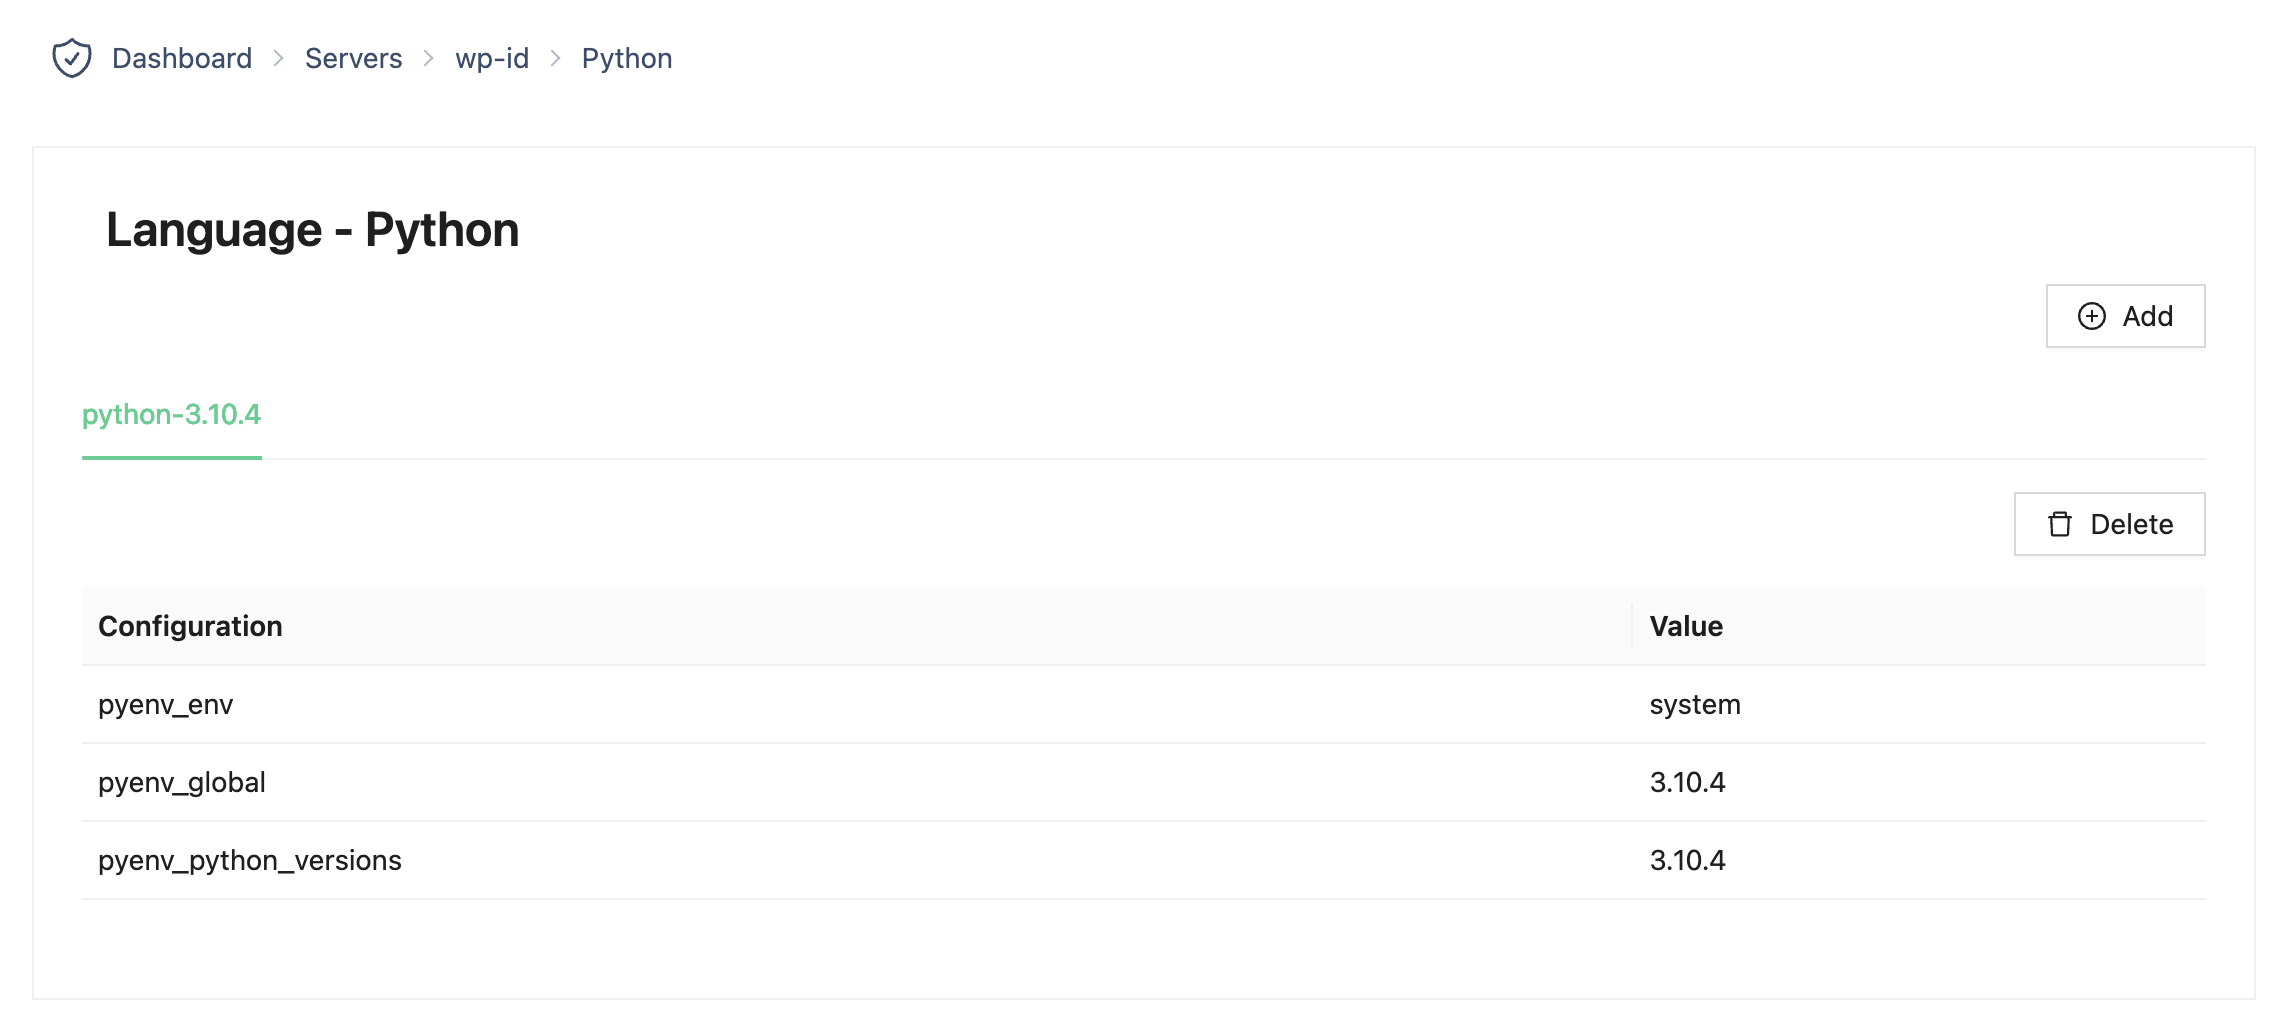 Dashboard > Servers > wp-id > Python
Language - Python
Add
python-3.10.4
Delete
Configuration Value
pyenv_env system
pyenv_global 3.10.4
pyenv_python_versions 3.10.4